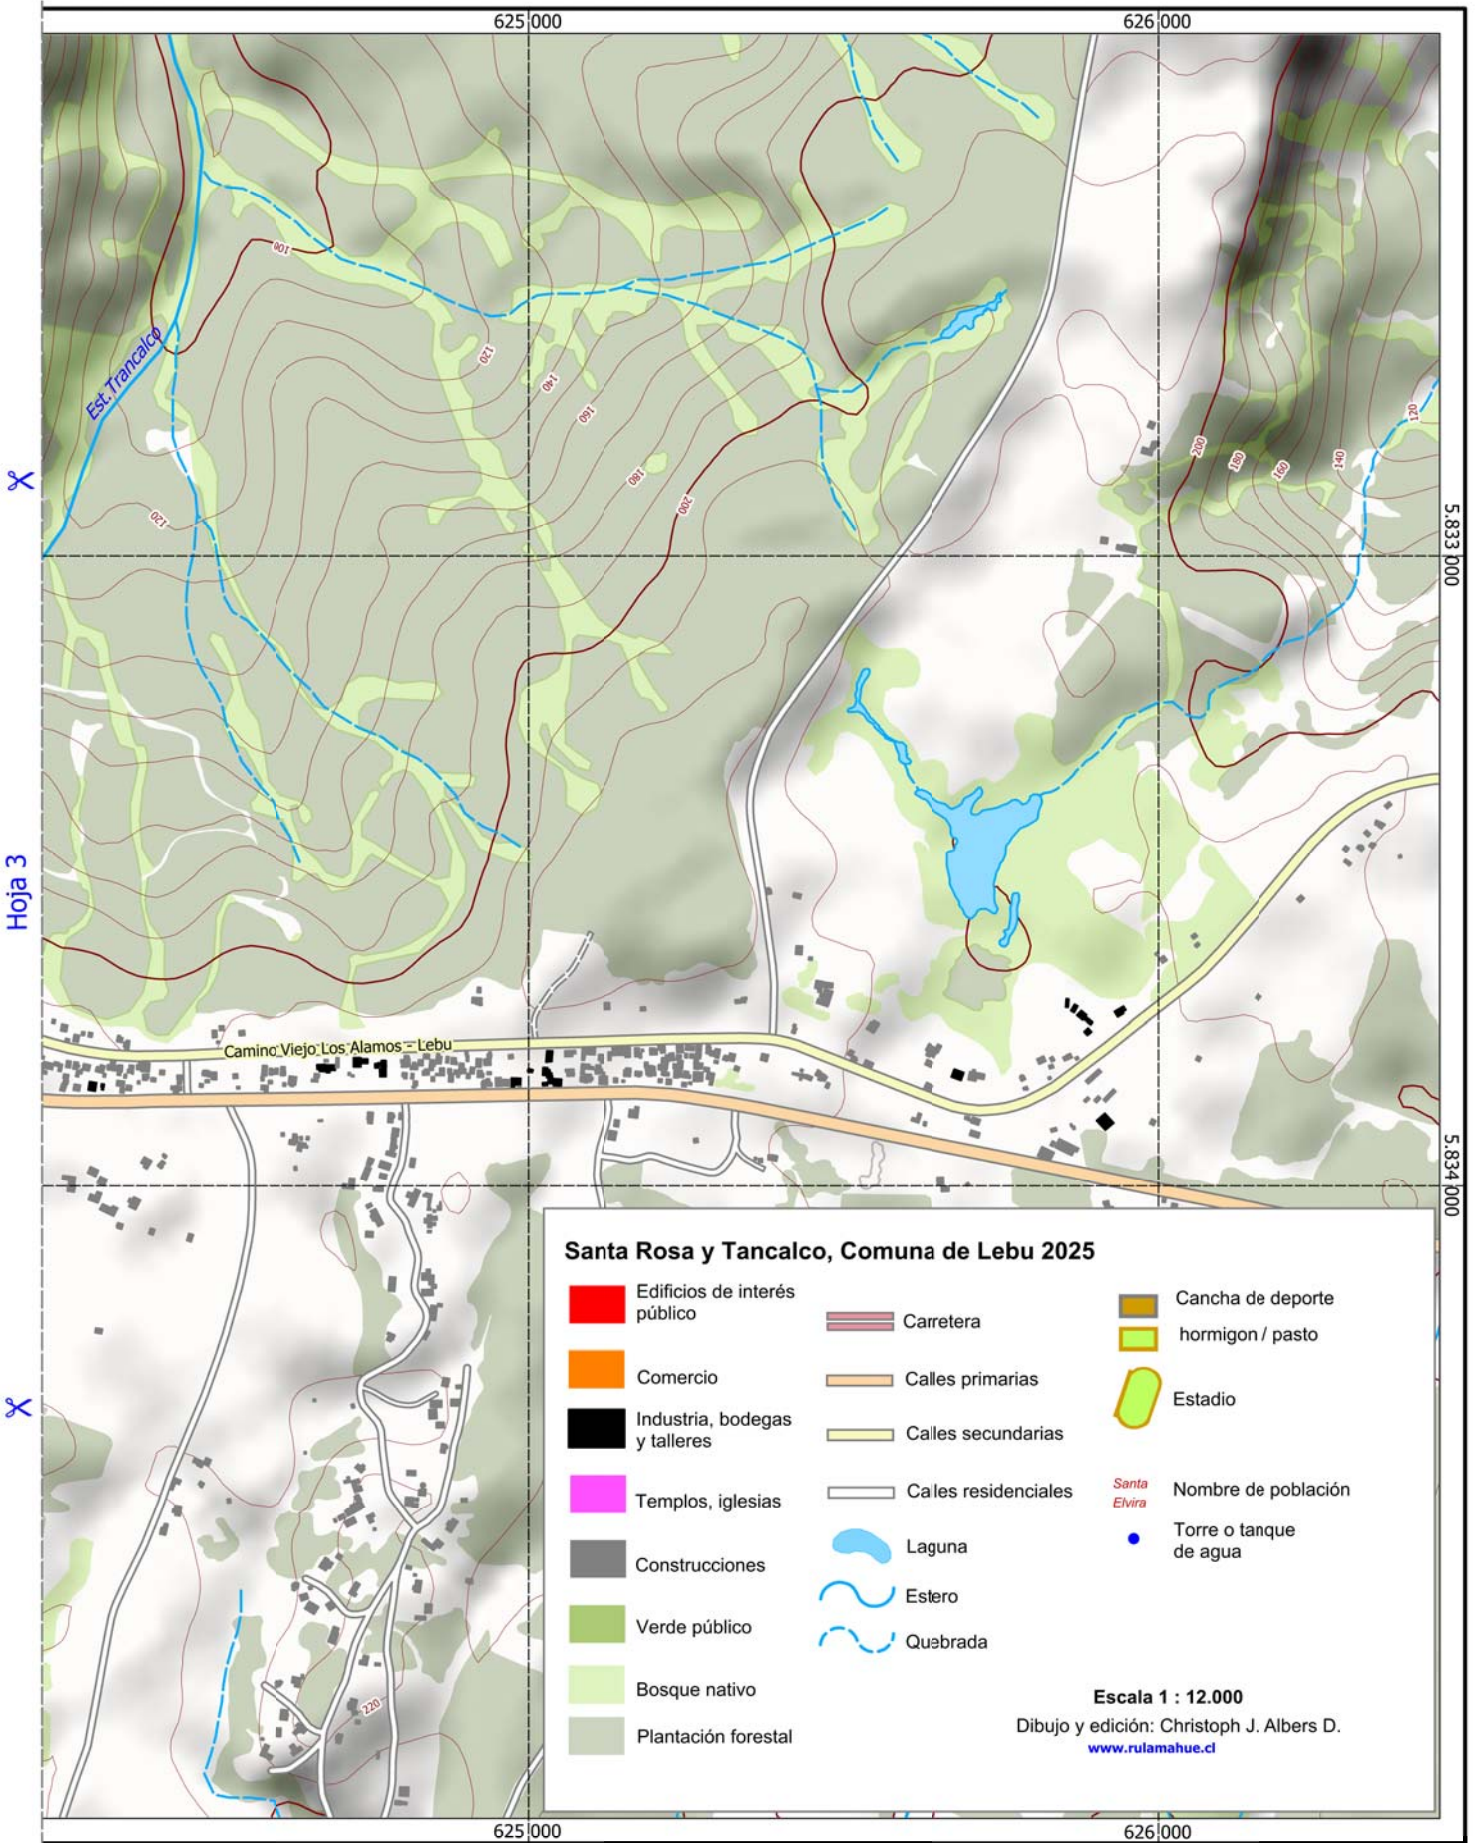 625 000
626 000
100
Est. Trancalco
120
140
160
180
200
120
200
180
160
140
120
5.833 000
Hoja 3
Camino Viejo Los Alamos - Lebu
5.834 000
220
Santa Rosa y Tancalco, Comuna de Lebu 2025
Edificios de interés
público
Comercio
Industria, bodegas
y talleres
Templos, iglesias
Construcciones
Verde público
Bosque nativo
Plantación forestal
Carretera
Calles primarias
Calles secundarias
Calles residenciales
Laguna
Estero
Quebrada
Cancha de deporte
hormigon / pasto
Estadio
Santa
Elvira
Nombre de población
Torre o tanque
de agua
Escala 1 : 12.000
Dibujo y edición: Christoph J. Albers D.
www.rulamahue.cl
625 000
626 000